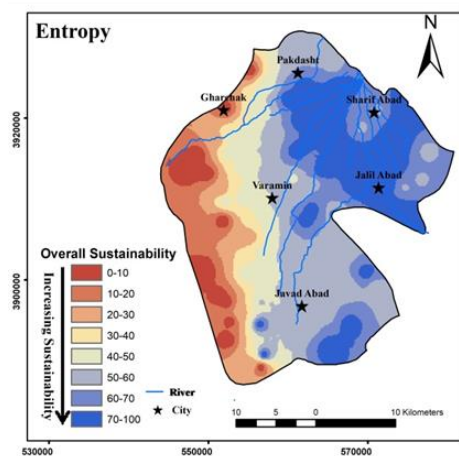 Entropy
N
Pakdasht
Gharchak
Sharif Abad
Jalil Abad
Varamin
Javad Abad
3920000
3900000
Overall Sustainability
Increasing Sustainability
0-10
10-20
20-30
30-40
40-50
50-60
60-70
70-100
River
City
10 5 0 10 Kilometers
530000 550000 570000